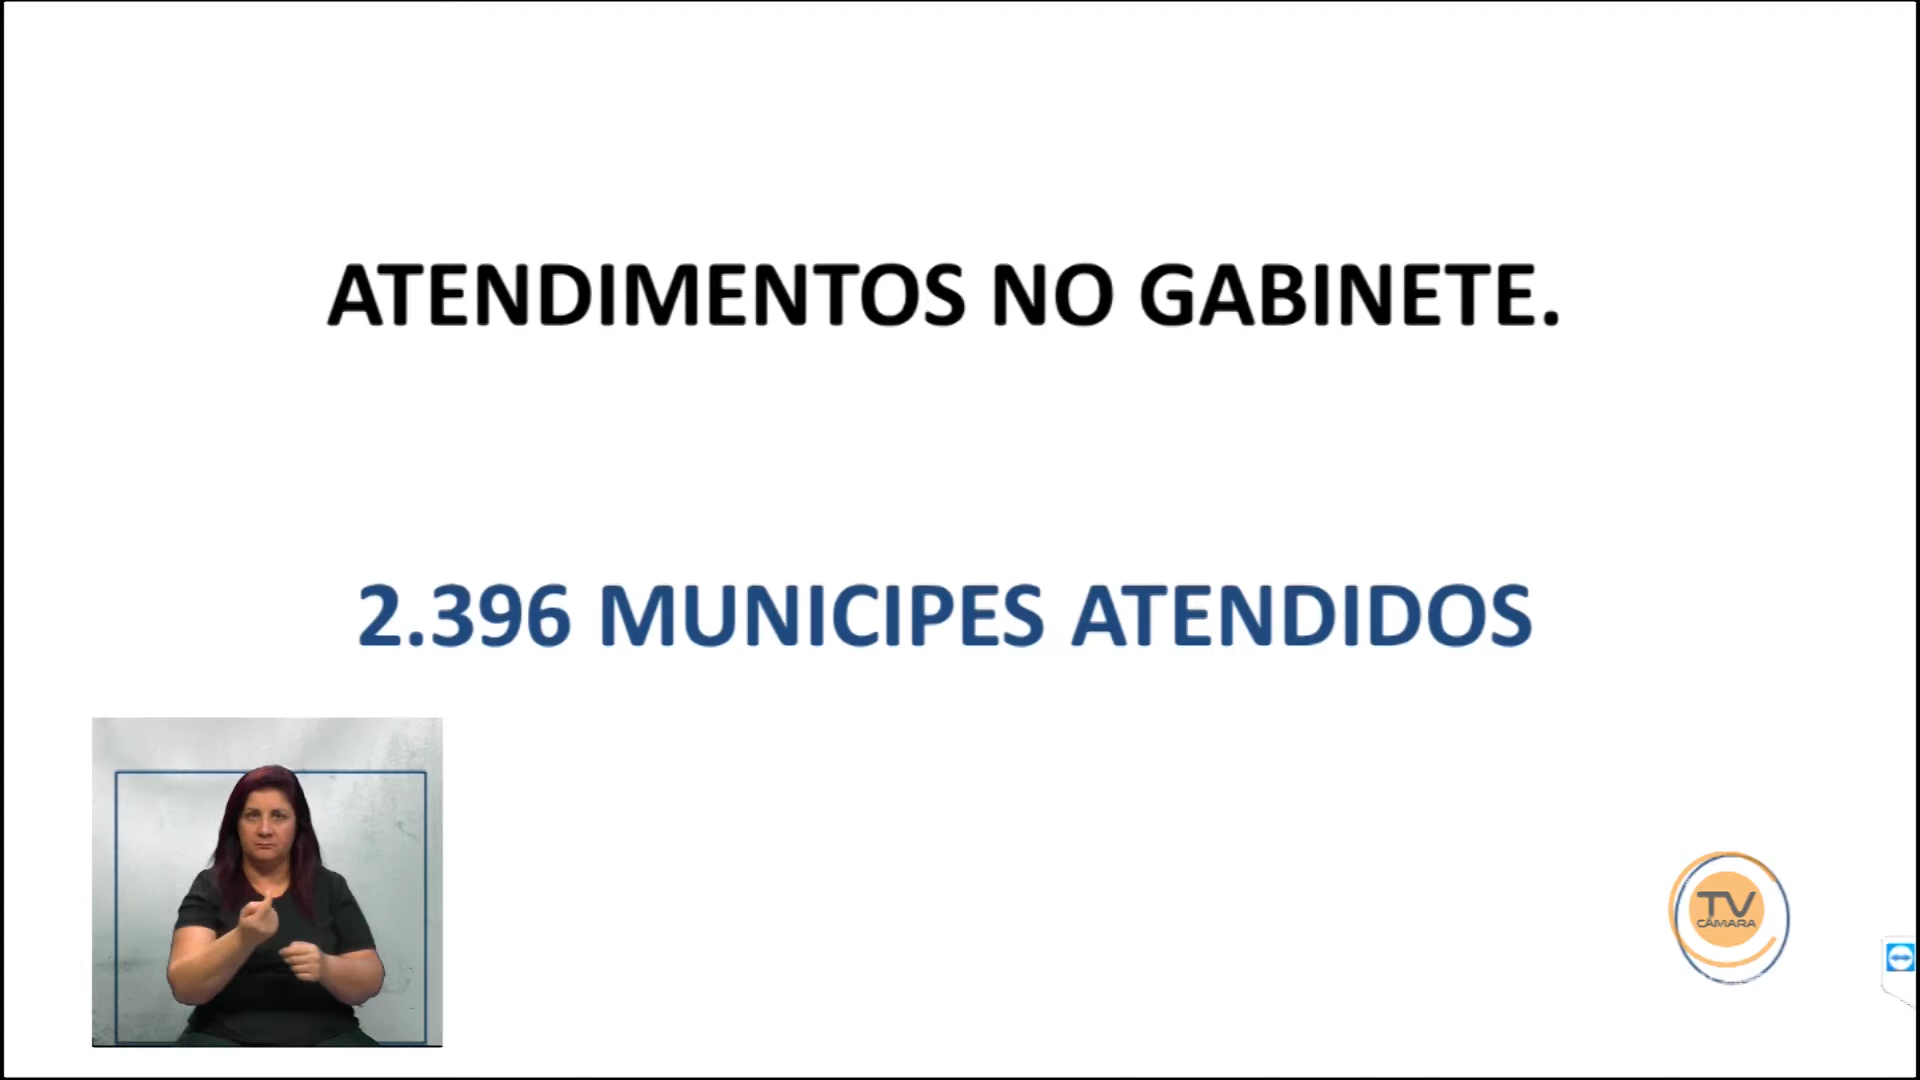 ATENDIMENTOS NO GABINETE.
2.396 MUNICIPES ATENDIDOS
TV
CÂMARA